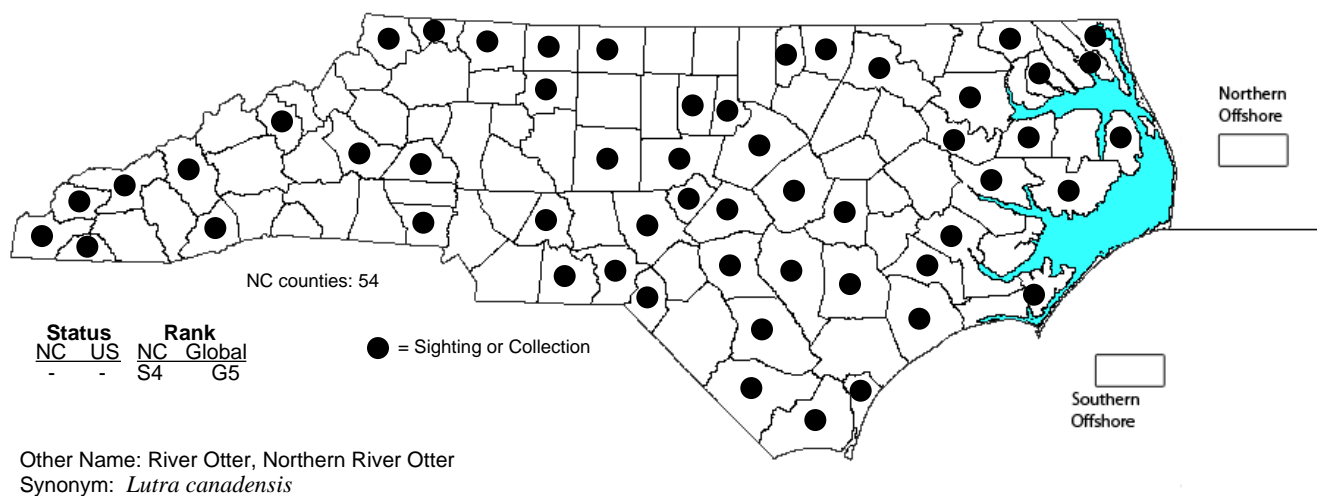 Northern
Offshore
NC counties: 54
Status Rank
NC US NC Global
- - S4 G5
= Sighting or Collection
Southern
Offshore
Other Name: River Otter, Northern River Otter
Synonym: Lutra canadensis